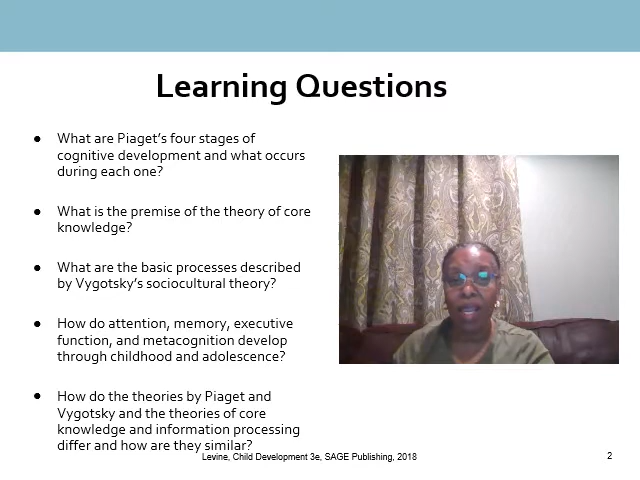 Learning Questions
● What are Piaget's four stages of
cognitive development and what occurs
during each one?
● What is the premise of the theory of core
knowledge?
● What are the basic processes described
by Vygotsky's sociocultural theory?
● How do attention, memory, executive
function, and metacognition develop
through childhood and adolescence?
● How do the theories by Piaget and
Vygotsky and the theories of core
knowledge and information processing
differ and how are they similar?
Levine, Child Development 3e, SAGE Publishing, 2018
2